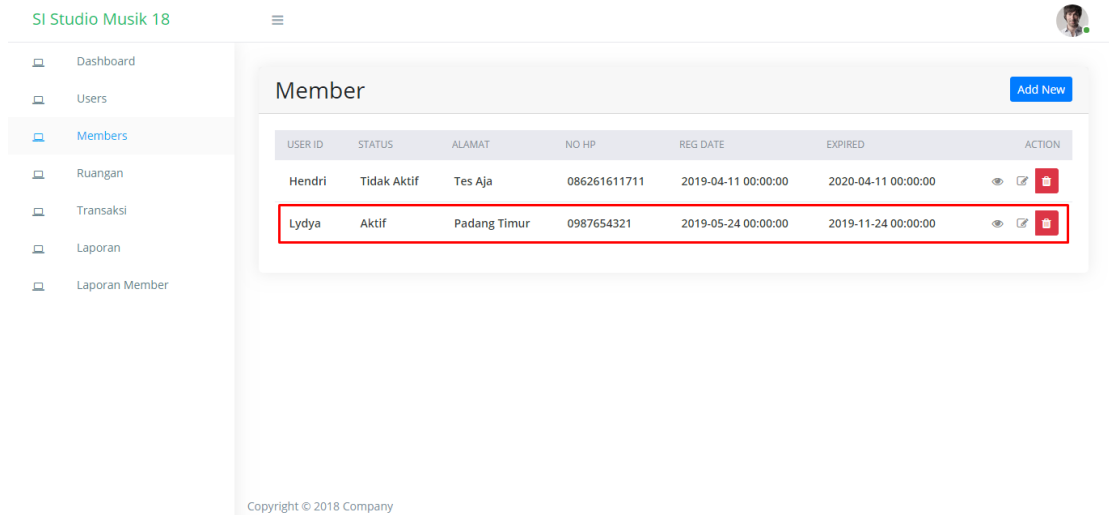 SI Studio Musik 18
Dashboard
Users
Members
Ruangan
Transaksi
Laporan
Laporan Member
Member
Add New
USER ID STATUS ALAMAT NO HP REG DATE EXPIRED ACTION
Hendri Tidak Aktif Tes Aja 086261611711 2019-04-11 00:00:00 2020-04-11 00:00:00
Lydya Aktif Padang Timur 0987654321 2019-05-24 00:00:00 2019-11-24 00:00:00
Copyright © 2018 Company